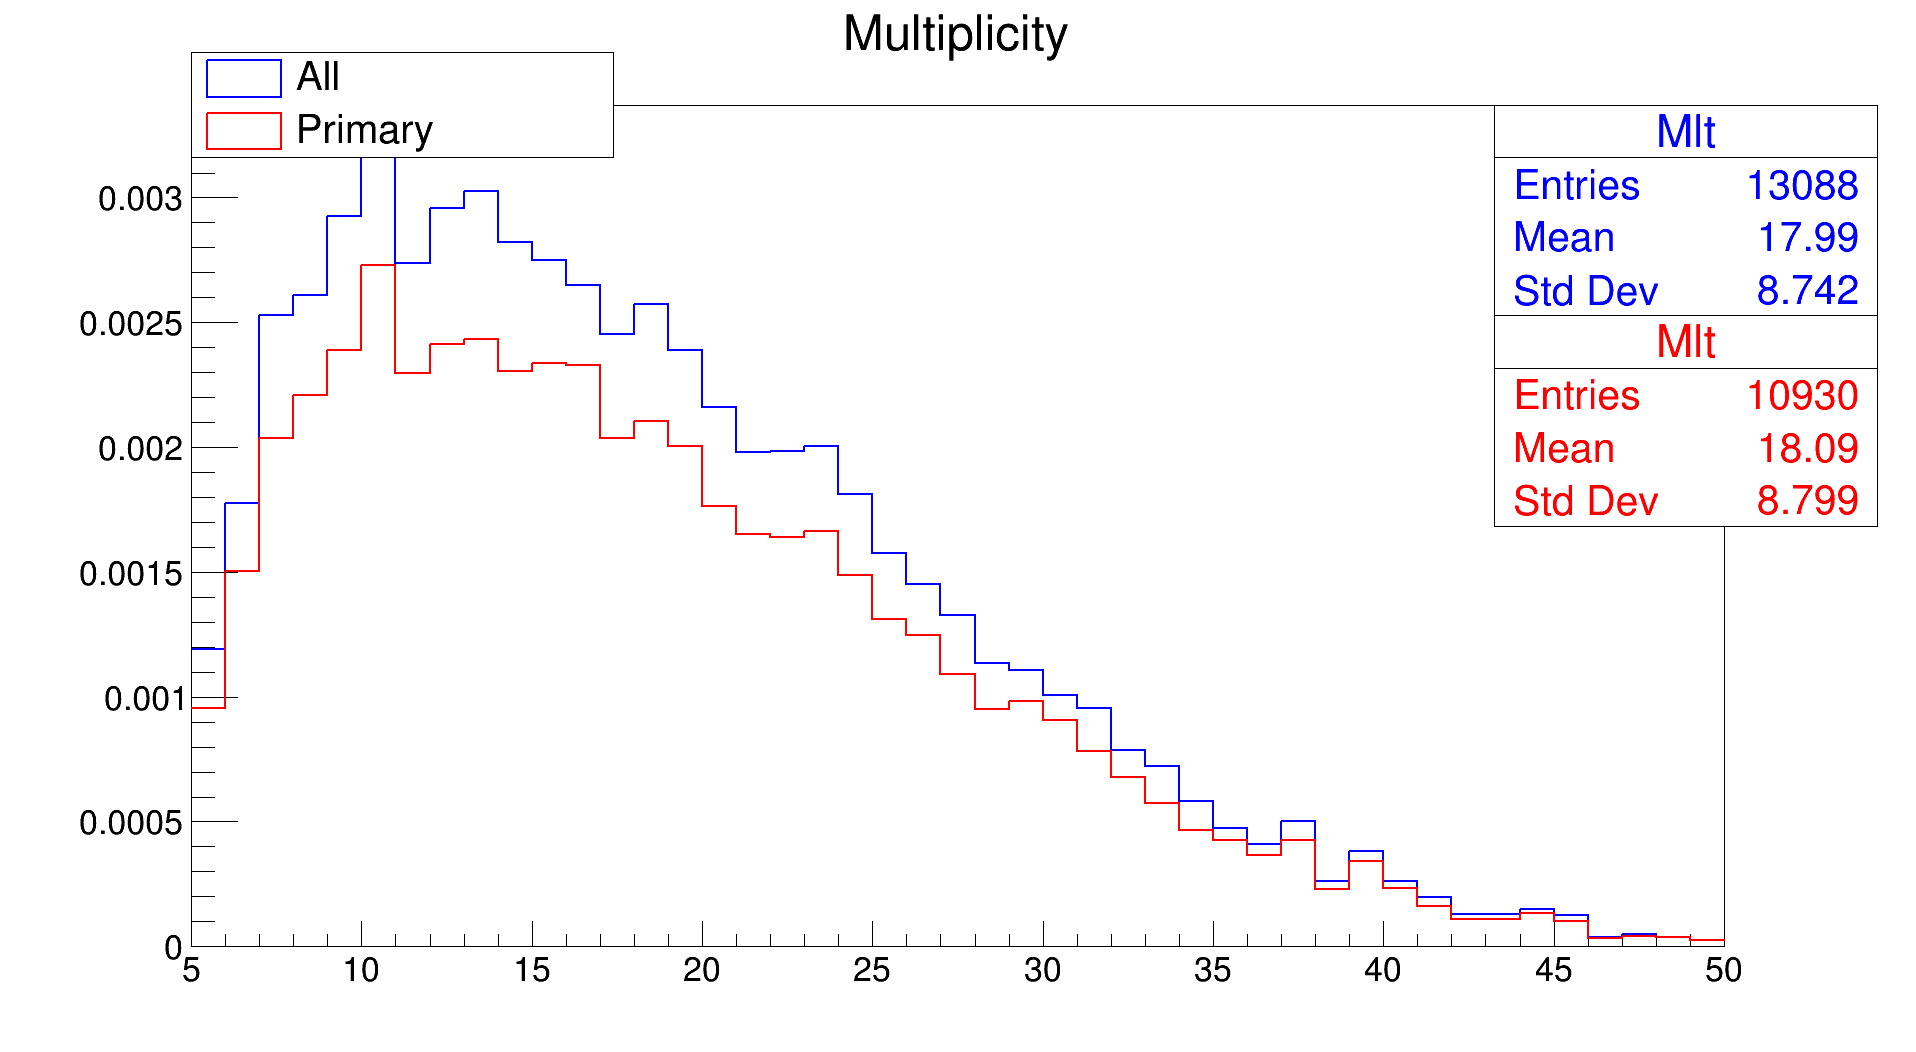 Multiplicity
All
Primary
Mlt
Entries 13088
Mean 17.99
Std Dev 8.742
Mlt
Entries 10930
Mean 18.09
Std Dev 8.799
0.003
0.0025
0.002
0.0015
0.001
0.0005
0
5 10 15 20 25 30 35 40 45 50